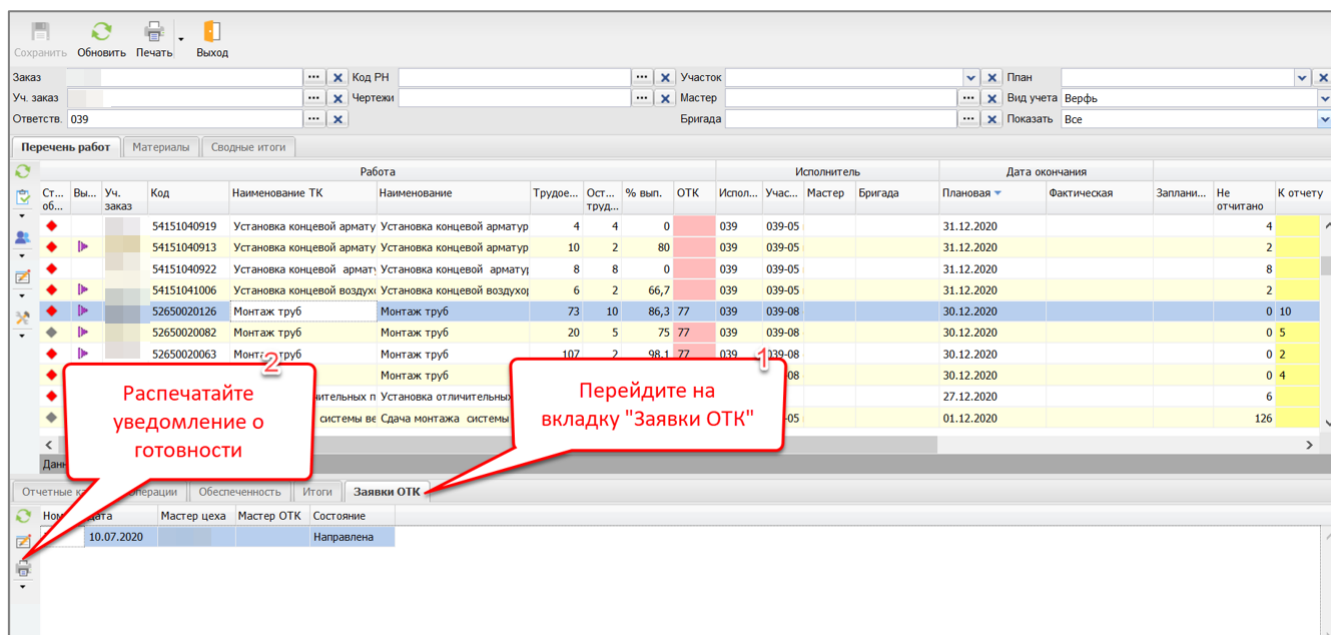 Сохранить Обновить Печать Выход
Заказ Код РН Участок План
Уч. заказ Чертежи Мастер Вид учета Верфь
Ответств. 039 Бригада Показать Все
Перечень работ Материалы Сводные итоги
Работа Исполнитель Дата окончания
Ст... об... Вы... Уч. заказ Код Наименование ТК Наименование Трудое... Ост... труд... % вып. ОТК Испол... Учас... Мастер Бригада Плановая Фактическая Заплани... Не отчитано К отчету
54151040919 Установка концевой армату Установка концевой арматур 4 4 0 039 039-05 31.12.2020 4
54151040913 Установка концевой армату Установка концевой арматур 10 2 80 039 039-05 31.12.2020 2
54151040922 Установка концевой армату Установка концевой арматур 8 8 0 039 039-05 31.12.2020 8
54151041006 Установка концевой воздухо Установка концевой воздухор 6 2 66,7 039 039-05 31.12.2020 2
52650020126 Монтаж труб Монтаж труб 73 10 86,3 77 039 039-08 30.12.2020 0 10
52650020082 Монтаж труб Монтаж труб 20 5 75 77 039 039-08 30.12.2020 0 5
52650020063 Монтаж труб Монтаж труб 107 2 98,1 77 039 039-08 30.12.2020 0 2
Монтаж труб 08 30.12.2020 0 4
ительных п Установка отличительных 27.12.2020 6
системы ве Сдача монтажа системы -05 01.12.2020 126
2
Распечатайте
уведомление о
готовности
1
Перейдите на
вкладку "Заявки ОТК"
Данн
Отчетные ка Операции Обеспеченность Итоги Заявки ОТК
Ном Дата Мастер цеха Мастер ОТК Состояние
10.07.2020 Направлена